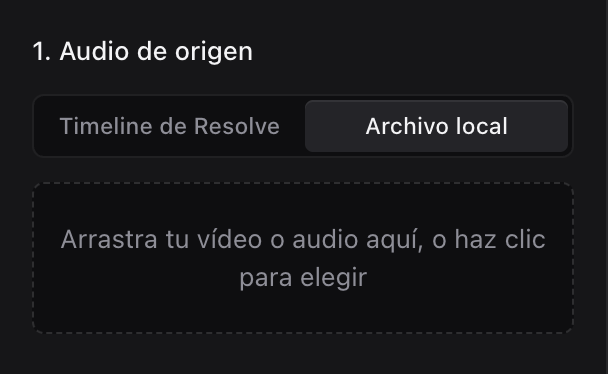 1. Audio de origen
Timeline de Resolve
Archivo local
Arrastra tu vídeo o audio aquí, o haz clic
para elegir